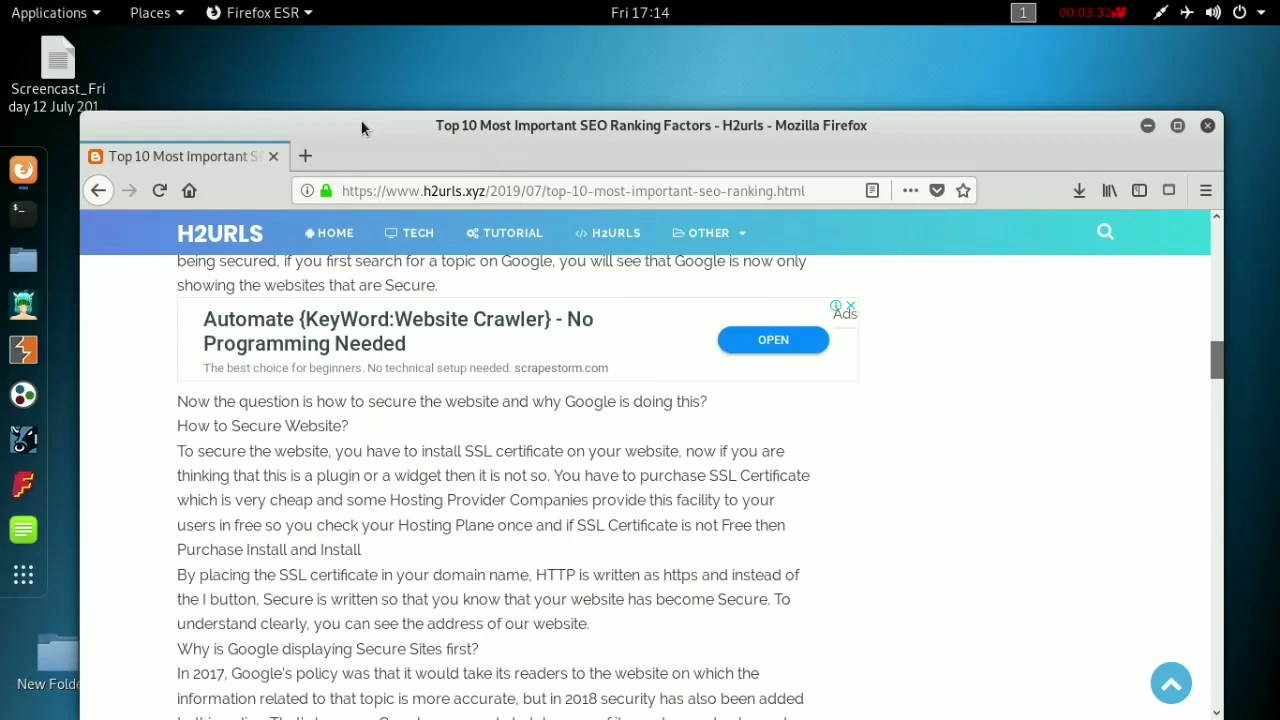 Applications Places Firefox ESR Fri 17:14 1 00:03:32
Screencast_Fri
day 12 July 201...
Top 10 Most Important SEO Ranking Factors - H2urls - Mozilla Firefox
Top 10 Most Important S
https://www.h2urls.xyz/2019/07/top-10-most-important-seo-ranking.html
H2URLS HOME TECH TUTORIAL H2URLS OTHER
being secured, if you first search for a topic on Google, you will see that Google is now only
showing the websites that are Secure.
Automate {KeyWord:Website Crawler} - No
Programming Needed
The best choice for beginners. No technical setup needed. scrapestorm.com
OPEN
Ads
Now the question is how to secure the website and why Google is doing this?
How to Secure Website?
To secure the website, you have to install SSL certificate on your website, now if you are
thinking that this is a plugin or a widget then it is not so. You have to purchase SSL Certificate
which is very cheap and some Hosting Provider Companies provide this facility to your
users in free so you check your Hosting Plane once and if SSL Certificate is not Free then
Purchase Install and Install
By placing the SSL certificate in your domain name, HTTP is written as https and instead of
the I button, Secure is written so that you know that your website has become Secure. To
understand clearly, you can see the address of our website.
Why is Google displaying Secure Sites first?
In 2017, Google's policy was that it would take its readers to the website on which the
information related to that topic is more accurate, but in 2018 security has also been added
New Folde